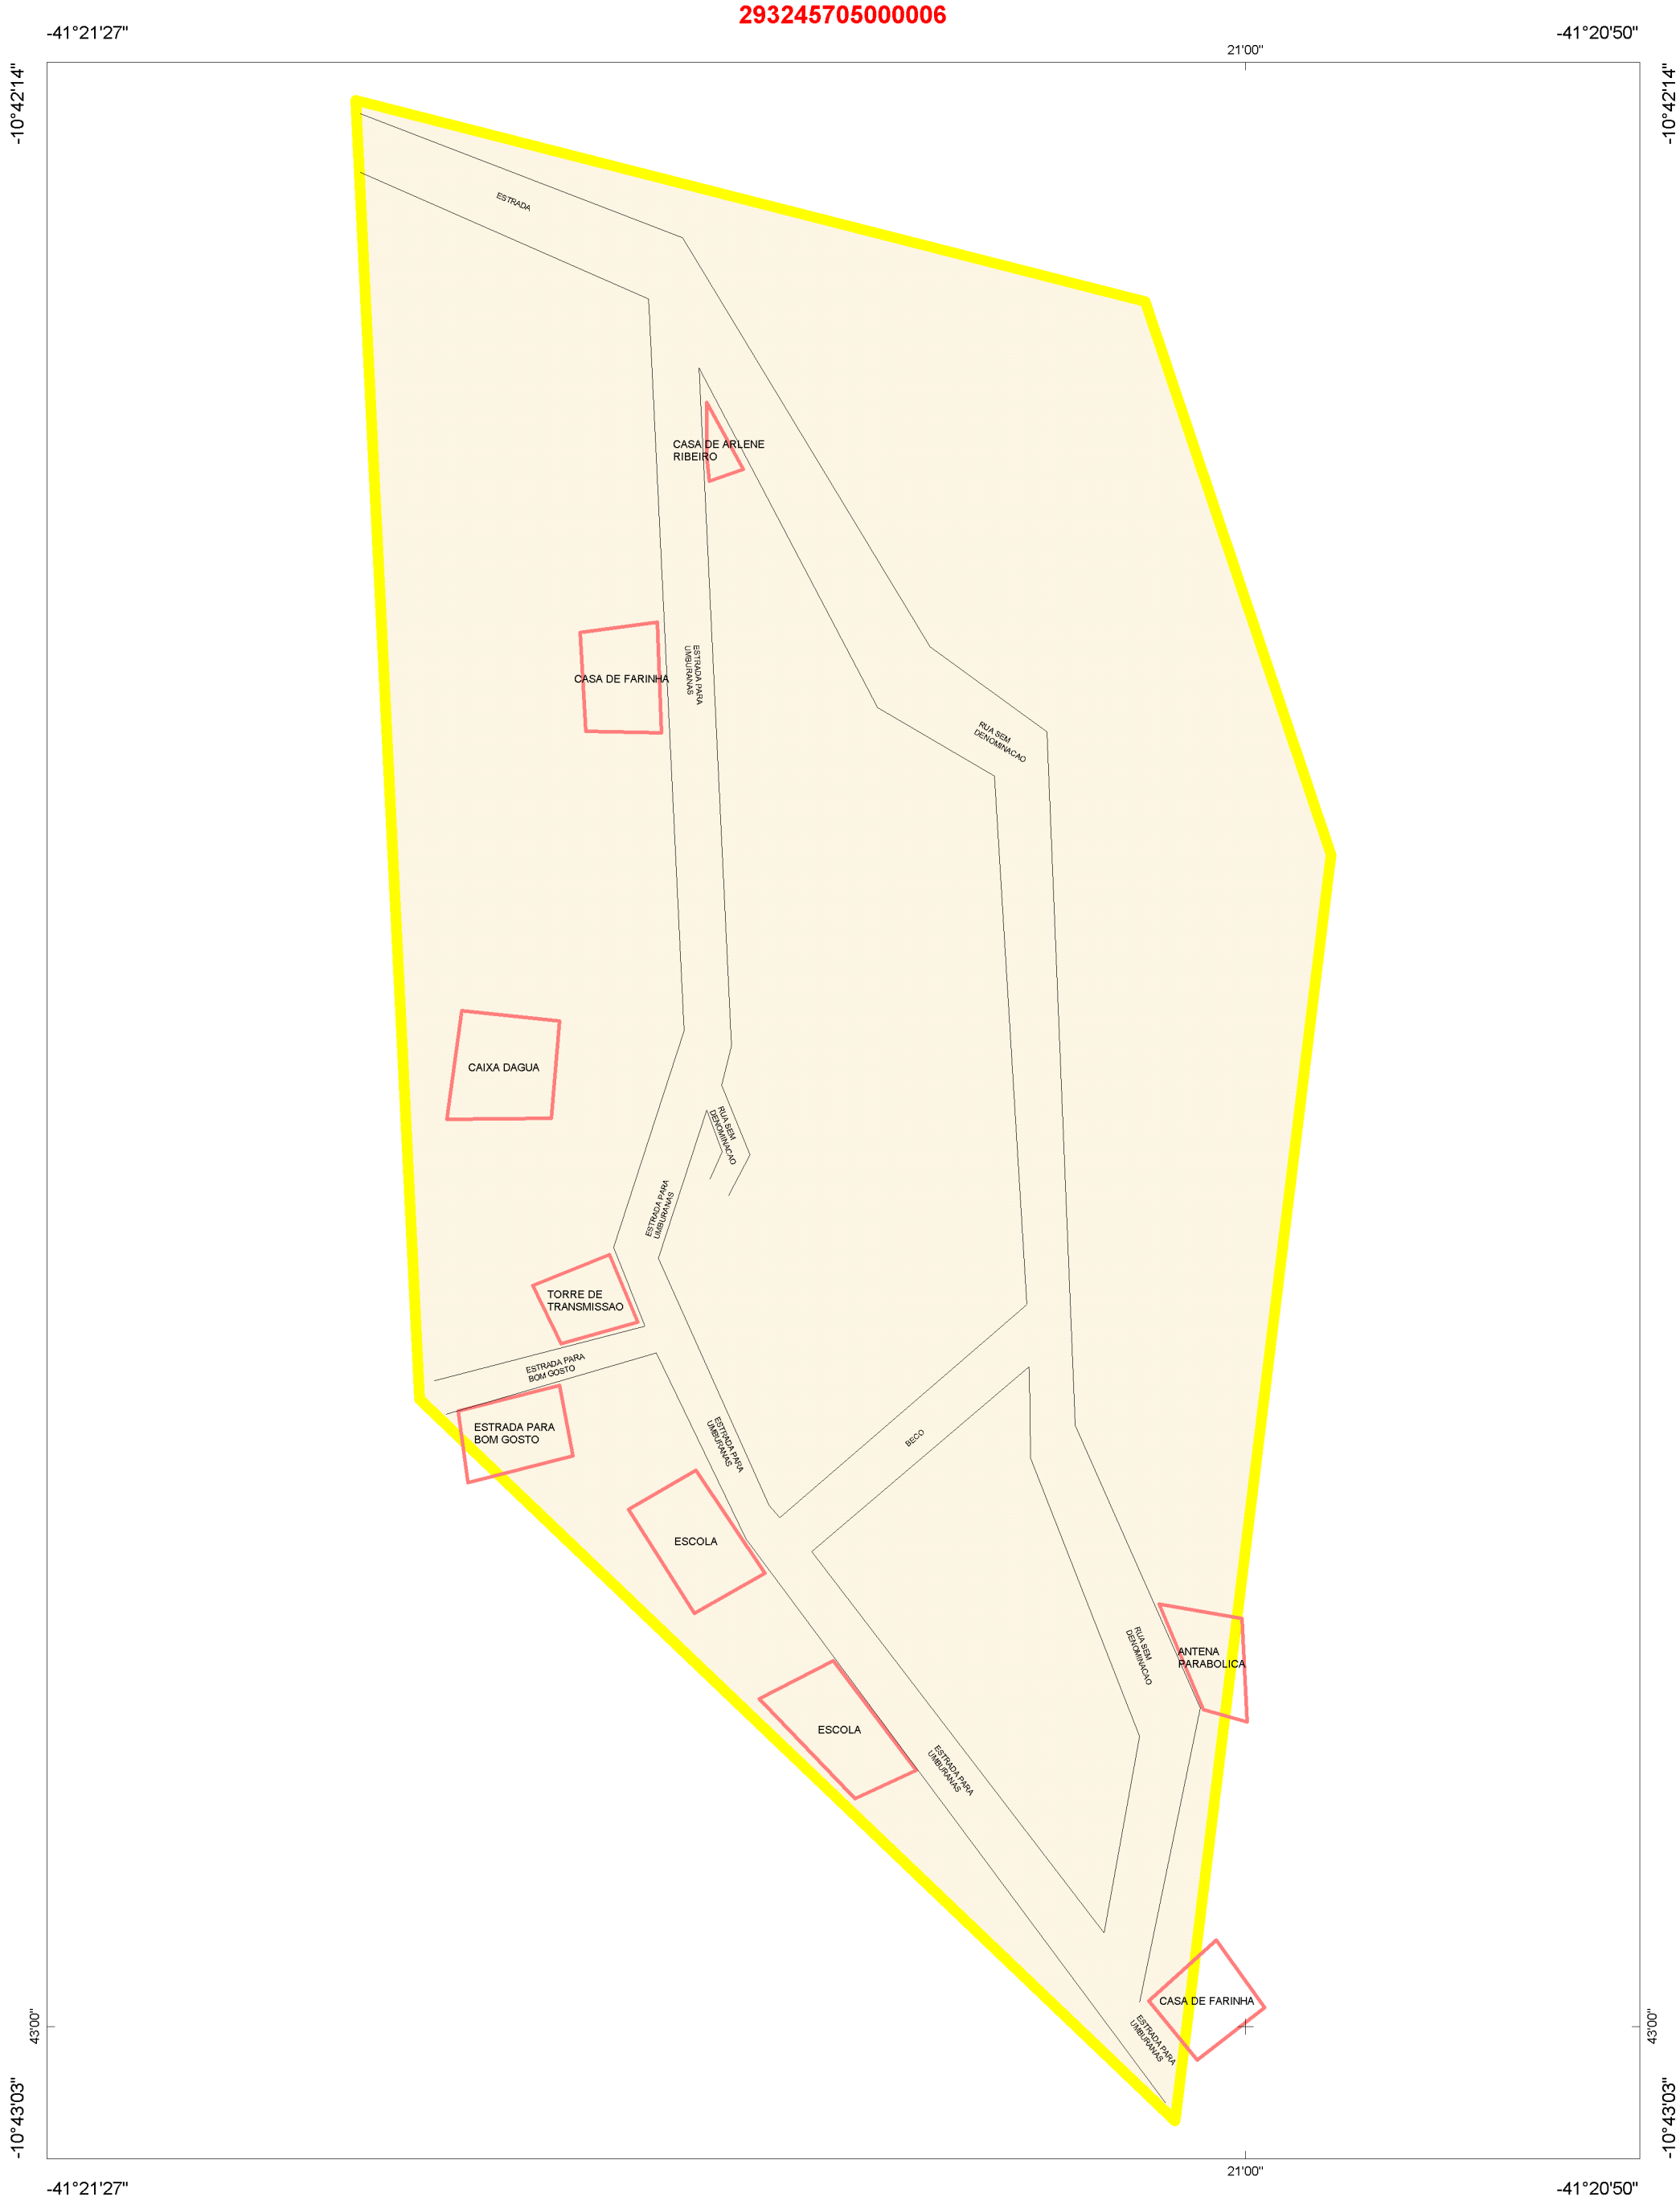 293245705000006
-41°21'27"
-41°20'50"
21'00"
-10°42'14"
-10°42'14"
ESTRADA
CASA DE ARLENE
RIBEIRO
ESTRADA PARA
UMBURANAS
CASA DE FARINHA
RUA SEM
DENOMINACAO
CAIXA DAGUA
RUA SEM
DENOMINACAO
ESTRADA PARA
UMBURANAS
TORRE DE
TRANSMISSAO
ESTRADA PARA
BOM GOSTO
ESTRADA PARA
BOM GOSTO
ESTRADA PARA
UMBURANAS
BECO
ESCOLA
RUA SEM
DENOMINACAO
ANTENA
PARABOLICA
ESCOLA
ESTRADA PARA
UMBURANAS
CASA DE FARINHA
ESTRADA PARA
UMBURANAS
43'00"
43'00"
-10°43'03"
-10°43'03"
21'00"
-41°21'27"
-41°20'50"